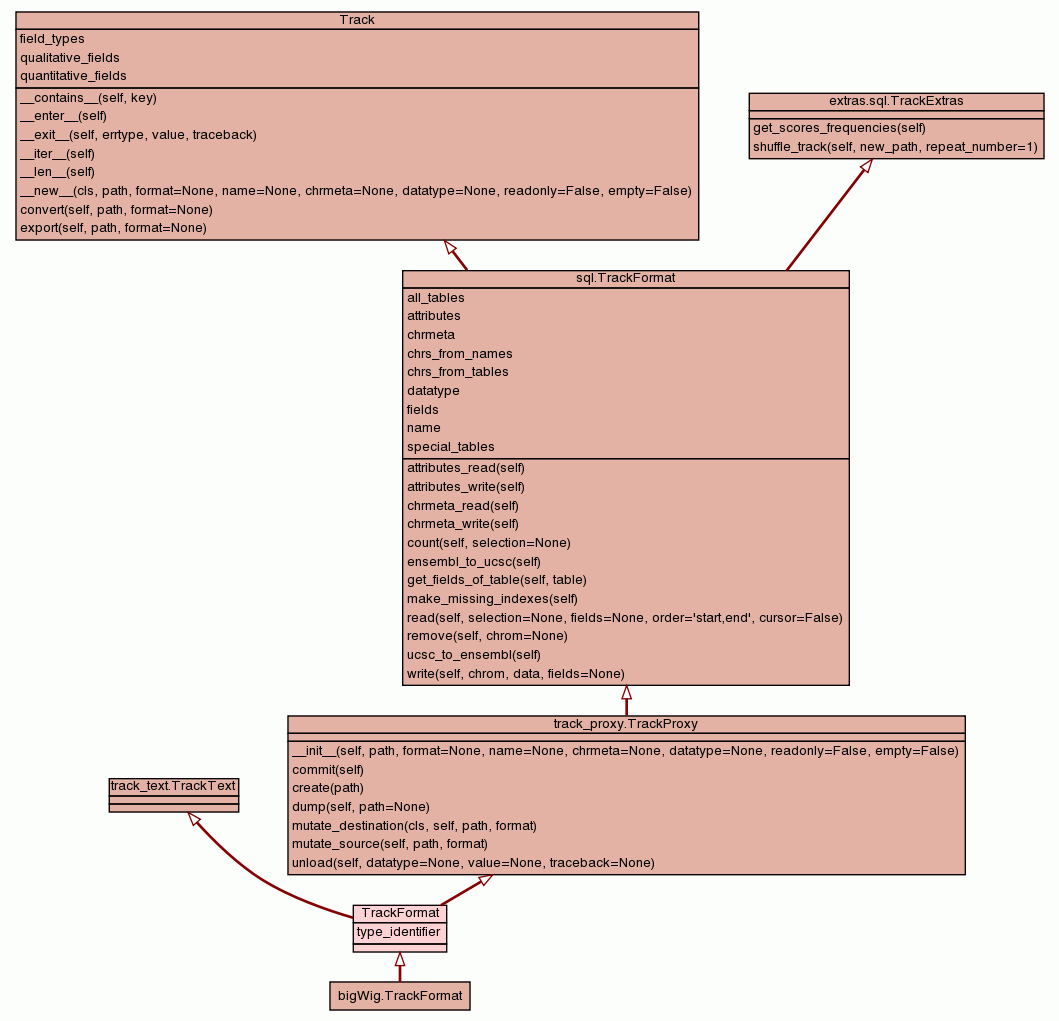 Track
field_types
qualitative_fields
quantitative_fields
__contains__(self, key)
__enter__(self)
__exit__(self, errtype, value, traceback)
__iter__(self)
__len__(self)
__new__(cls, path, format=None, name=None, chrmeta=None, datatype=None, readonly=False, empty=False)
convert(self, path, format=None)
export(self, path, format=None)
extras.sql.TrackExtras
get_scores_frequencies(self)
shuffle_track(self, new_path, repeat_number=1)
sql.TrackFormat
all_tables
attributes
chrmeta
chrs_from_names
chrs_from_tables
datatype
fields
name
special_tables
attributes_read(self)
attributes_write(self)
chrmeta_read(self)
chrmeta_write(self)
count(self, selection=None)
ensembl_to_ucsc(self)
get_fields_of_table(self, table)
make_missing_indexes(self)
read(self, selection=None, fields=None, order='start,end', cursor=False)
remove(self, chrom=None)
ucsc_to_ensembl(self)
write(self, chrom, data, fields=None)
track_proxy.TrackProxy
__init__(self, path, format=None, name=None, chrmeta=None, datatype=None, readonly=False, empty=False)
commit(self)
create(path)
dump(self, path=None)
mutate_destination(cls, self, path, format)
mutate_source(self, path, format)
unload(self, datatype=None, value=None, traceback=None)
track_text.TrackText
TrackFormat
type_identifier
bigWig.TrackFormat